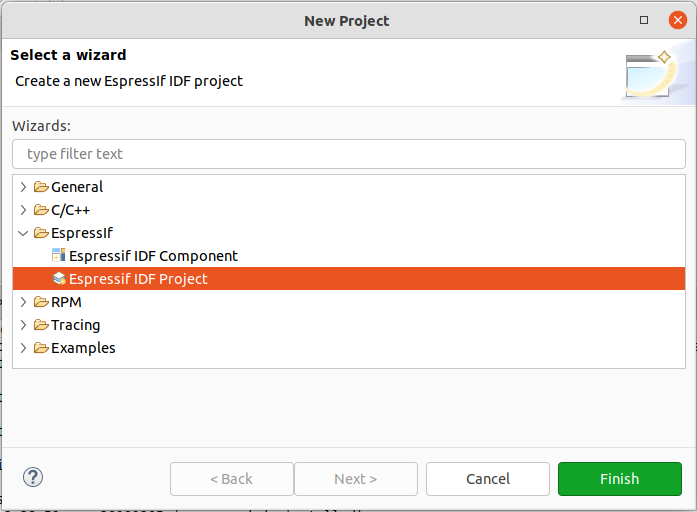 New Project
Select a wizard
Create a new EspressIf IDF project
Wizards:
type filter text
General
C/C++
EspressIf
Espressif IDF Component
Espressif IDF Project
RPM
Tracing
Examples
?
< Back
Next >
Cancel
Finish